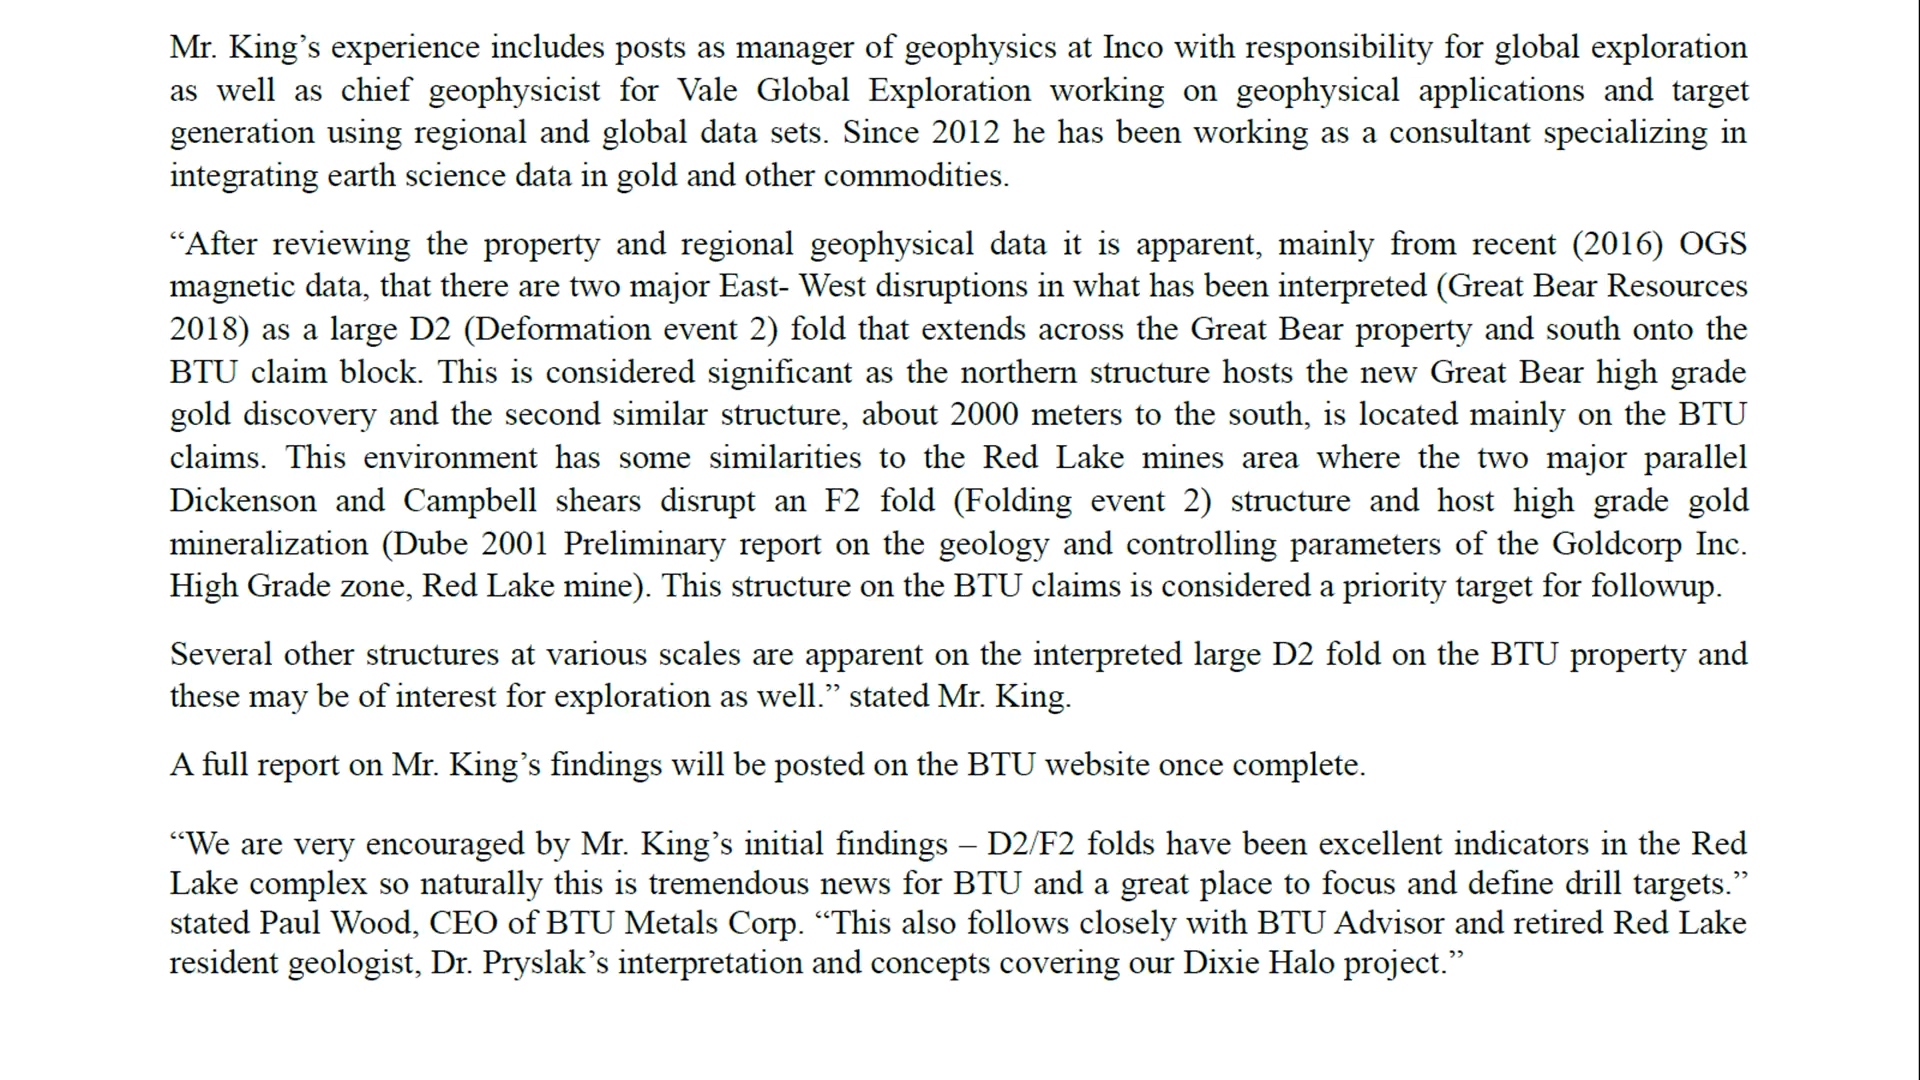 Mr. King’s experience includes posts as manager of geophysics at Inco with responsibility for global exploration
as well as chief geophysicist for Vale Global Exploration working on geophysical applications and target
generation using regional and global data sets. Since 2012 he has been working as a consultant specializing in
integrating earth science data in gold and other commodities.
“After reviewing the property and regional geophysical data it is apparent, mainly from recent (2016) OGS
magnetic data, that there are two major East- West disruptions in what has been interpreted (Great Bear Resources
2018) as a large D2 (Deformation event 2) fold that extends across the Great Bear property and south onto the
BTU claim block. This is considered significant as the northern structure hosts the new Great Bear high grade
gold discovery and the second similar structure, about 2000 meters to the south, is located mainly on the BTU
claims. This environment has some similarities to the Red Lake mines area where the two major parallel
Dickenson and Campbell shears disrupt an F2 fold (Folding event 2) structure and host high grade gold
mineralization (Dube 2001 Preliminary report on the geology and controlling parameters of the Goldcorp Inc.
High Grade zone, Red Lake mine). This structure on the BTU claims is considered a priority target for followup.
Several other structures at various scales are apparent on the interpreted large D2 fold on the BTU property and
these may be of interest for exploration as well.” stated Mr. King.
A full report on Mr. King’s findings will be posted on the BTU website once complete.
“We are very encouraged by Mr. King’s initial findings – D2/F2 folds have been excellent indicators in the Red
Lake complex so naturally this is tremendous news for BTU and a great place to focus and define drill targets.”
stated Paul Wood, CEO of BTU Metals Corp. “This also follows closely with BTU Advisor and retired Red Lake
resident geologist, Dr. Pryslak’s interpretation and concepts covering our Dixie Halo project.”